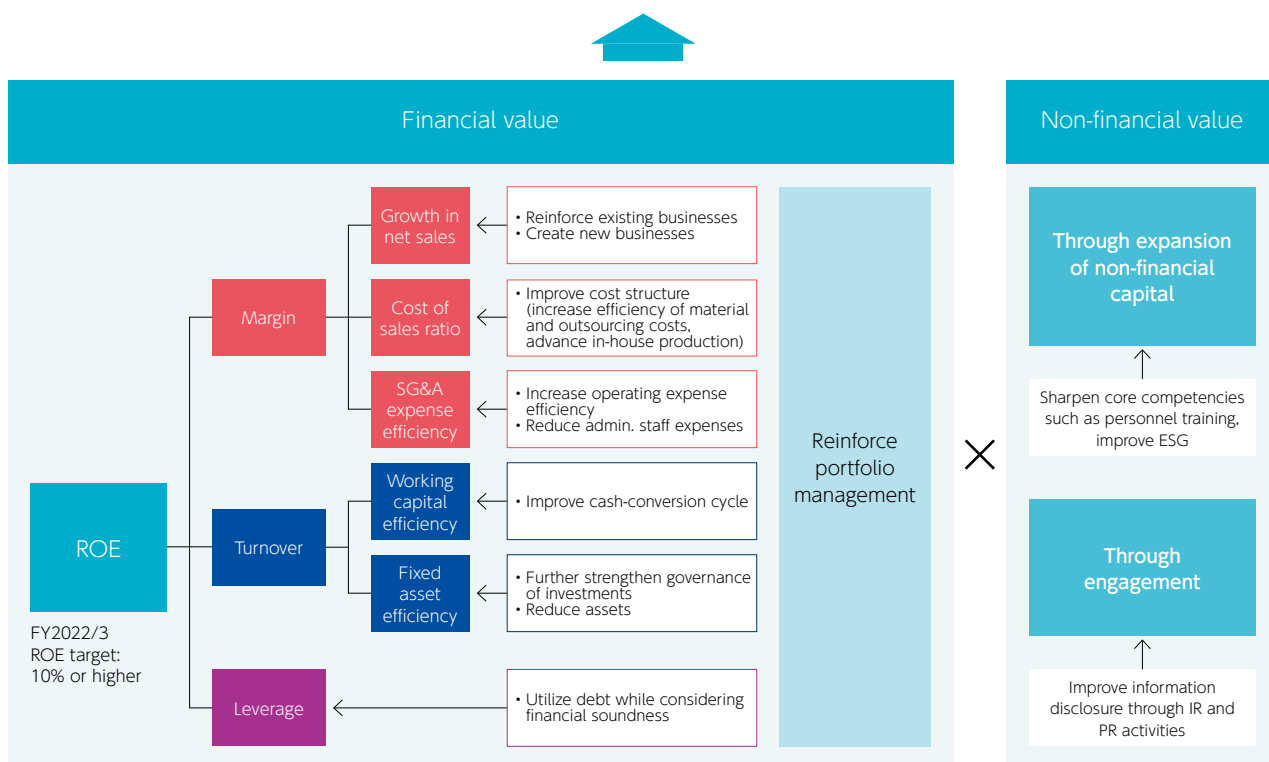 Financial value
Non-financial value
ROE
FY2022/3
ROE target:
10% or higher
Margin
Growth in
net sales
• Reinforce existing businesses
• Create new businesses
Cost of
sales ratio
• Improve cost structure
(increase efficiency of material
and outsourcing costs,
advance in-house production)
SG&A
expense
efficiency
• Increase operating expense
efficiency
• Reduce admin. staff expenses
Turnover
Working
capital
efficiency
• Improve cash-conversion cycle
Fixed
asset
efficiency
• Further strengthen governance
of investments
• Reduce assets
Leverage
• Utilize debt while considering
financial soundness
Reinforce
portfolio
management
Through expansion
of non-financial
capital
Sharpen core competencies
such as personnel training,
improve ESG
Through
engagement
Improve information
disclosure through IR and
PR activities